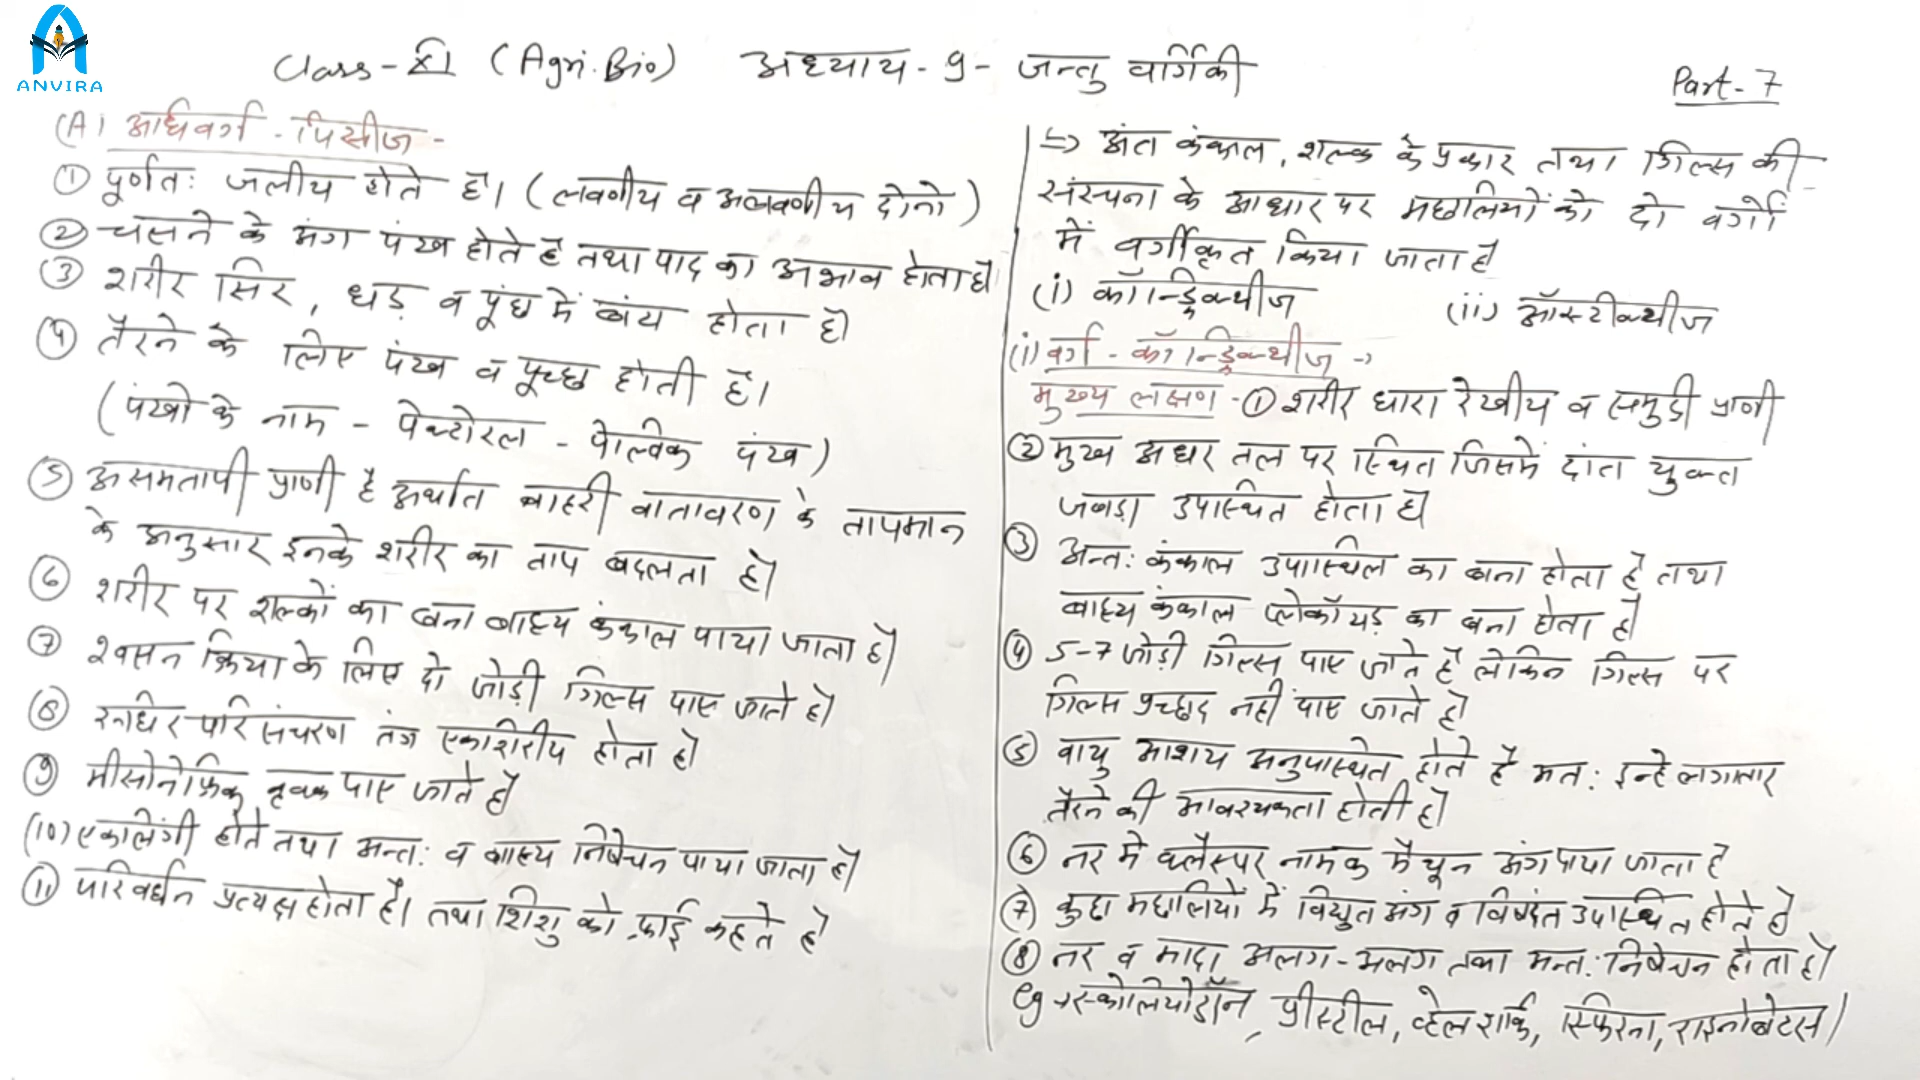 ANVIRA
Class-XI (Agri. Bio) अध्याय - 9 - जन्तु वर्गिकी
Part-7
(A) अधिवर्ग - पिसीज -
① पूर्णतः जलीय होते है। (लवणीय व अलवणीय दोनो)
② चलने के अंग पंख होते है तथा पाद का अभाव होता है।
③ शरीर सिर, धड़ व पूंछ में बंटा होता है।
④ तैरने के लिए पंख व पूच्छ होती है।
(पंखो के नाम - पेक्टोरल - पेल्विक पंख)
⑤ असमतापी प्राणी है अर्थात बाहरी वातावरण के तापमान
के अनुसार इनके शरीर का ताप बदलता है।
⑥ शरीर पर शल्कों का बना बाह्य कंकाल पाया जाता है।
⑦ श्वसन क्रिया के लिए दो जोड़ी गिल्स पाए जाते है।
⑧ रूधिर परिसंचरण तंत्र एकशिरीय होता है।
⑨ मीसोनेफ्रिक वृक्क पाए जाते है।
(10) एकलिंगी होते तथा अन्तः व बाह्य निषेचन पाया जाता है।
⑪ परिवर्धन प्रत्यक्ष होता है। तथा शिशु को फ्राई कहते है।
⇒ अंत कंकाल, शल्क के प्रकार तथा गिल्स की
संरचना के आधार पर मछलियों को दो वर्गों
में वर्गीकृत किया जाता है
(i) कॉन्ड्रिक्थीज (ii) ऑस्टीक्थीज
(i) वर्ग - कॉन्ड्रिक्थीज →
मुख्य लक्षण - ① शरीर धारा रेखीय व समुद्री प्राणी
② मुख अधर तल पर स्थित जिसमें दांत युक्त
जबड़ा उपस्थित होता है।
③ अन्तः कंकाल उपास्थिल का बना होता है तथा
बाह्य कंकाल प्लेकॉयड़ का बना होता है।
④ 5-7 जोड़ी गिल्स पाए जाते है लेकिन गिल्स पर
गिल्स प्रच्छद नहीं पाए जाते है।
⑤ वायु आशय अनुपास्थित होते है अतः इन्हे लगातार
तैरने की आवश्यकता होती है।
⑥ नर मे क्लैस्पर नामक मैथून अंग पाया जाता है
⑦ कुछ मछलियों में विद्युत अंग व विषदंत उपास्थित होते है
⑧ नर व मादा अलग-अलग तथा अन्तः निषेचन होता है।
eg → स्कोलियोडॉन, प्रीस्टील, व्हेल शार्क, स्फिरना, राइनोबेटस।